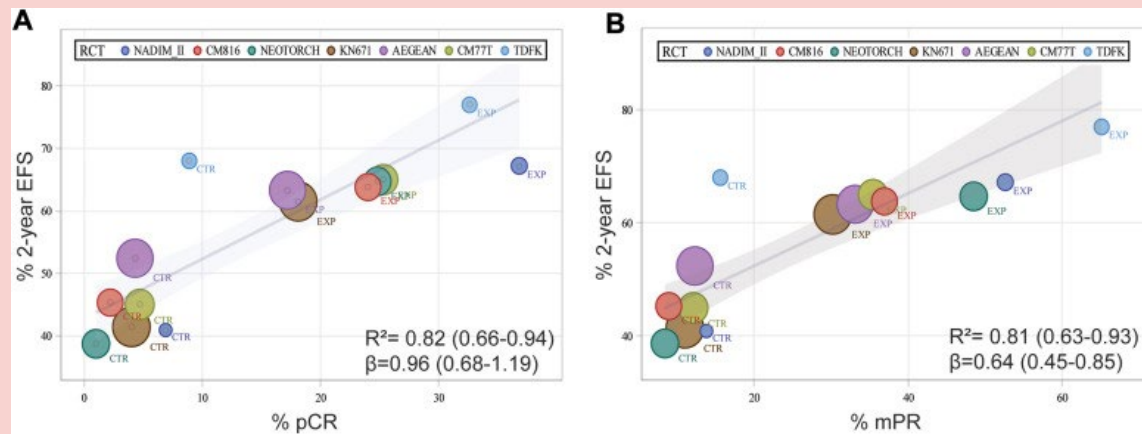 A
RCT NADIM_II CM816 NEOTORCH KN671 AEGEAN CM77T TDFK
% 2-year EFS
80
70
60
50
40
EXP
CTR
EXP
EXP
EXP
EXP
EXP
EXP
CTR
CTR
CTR
CTR
CTR
CTR
R²= 0.82 (0.66-0.94)
β=0.96 (0.68-1.19)
0 10 20 30
% pCR
B
RCT NADIM_II CM816 NEOTORCH KN671 AEGEAN CM77T TDFK
% 2-year EFS
80
60
40
EXP
CTR
EXP
EXP
EXP
EXP
EXP
CTR
CTR
CTR
CTR
CTR
CTR
R²= 0.81 (0.63-0.93)
β=0.64 (0.45-0.85)
20 40 60
% mPR